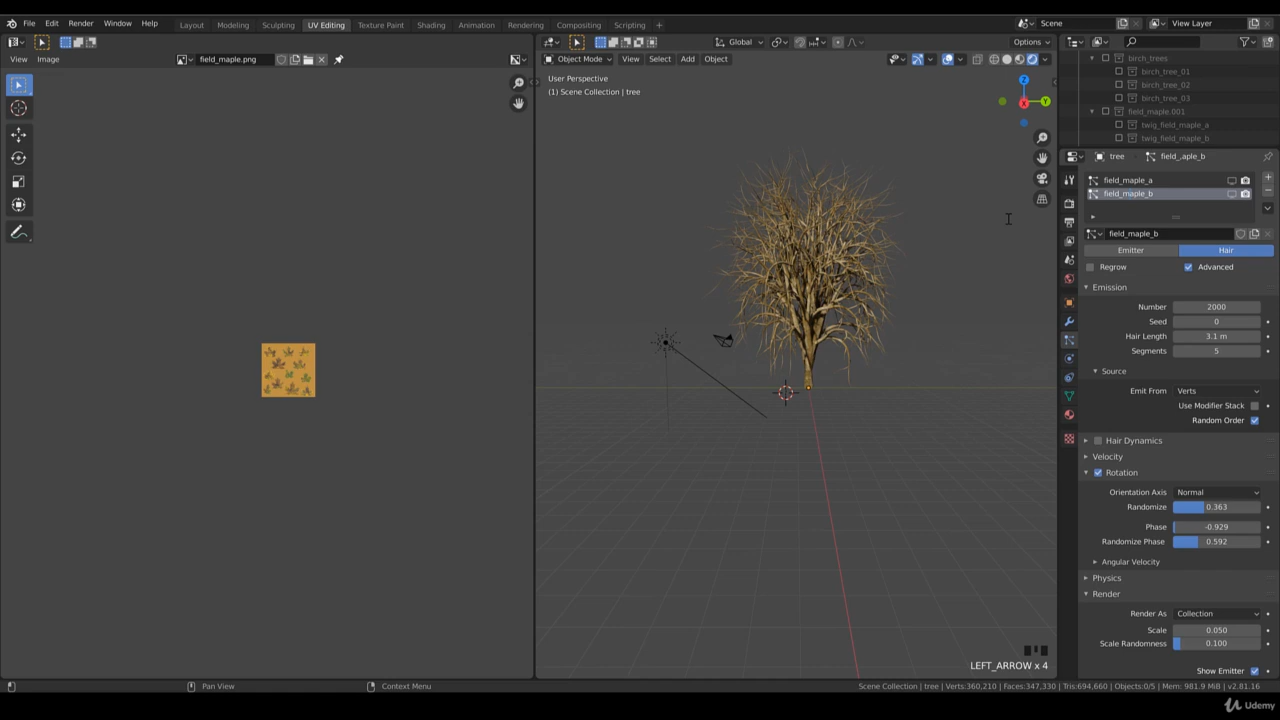 File Edit Render Window Help Layout Modeling Sculpting UV Editing Texture Paint Shading Animation Rendering Compositing Scripting + Scene View Layer
View Image field_maple.png
Global Options
Object Mode View Select Add Object
User Perspective
(1) Scene Collection | tree
Z
Y
X
birch_trees
birch_tree_01
birch_tree_02
birch_tree_03
field_maple.001
twig_field_maple_a
twig_field_maple_b
tree field_.aple_b
field_maple_a
field_maple_b
field_maple_b
Emitter Hair
Regrow Advanced
Emission
Number 2000
Seed 0
Hair Length 3.1 m
Segments 5
Source
Emit From Verts
Use Modifier Stack
Random Order
Hair Dynamics
Velocity
Rotation
Orientation Axis Normal
Randomize 0.363
Phase -0.929
Randomize Phase 0.592
Angular Velocity
Physics
Render
Render As Collection
Scale 0.050
Scale Randomness 0.100
Show Emitter
LEFT_ARROW x 4
Pan View Context Menu Scene Collection | tree | Verts:360,210 | Faces:347,330 | Tris:694,660 | Objects:0/5 | Mem: 981.9 MiB | v2.81.16
Udemy